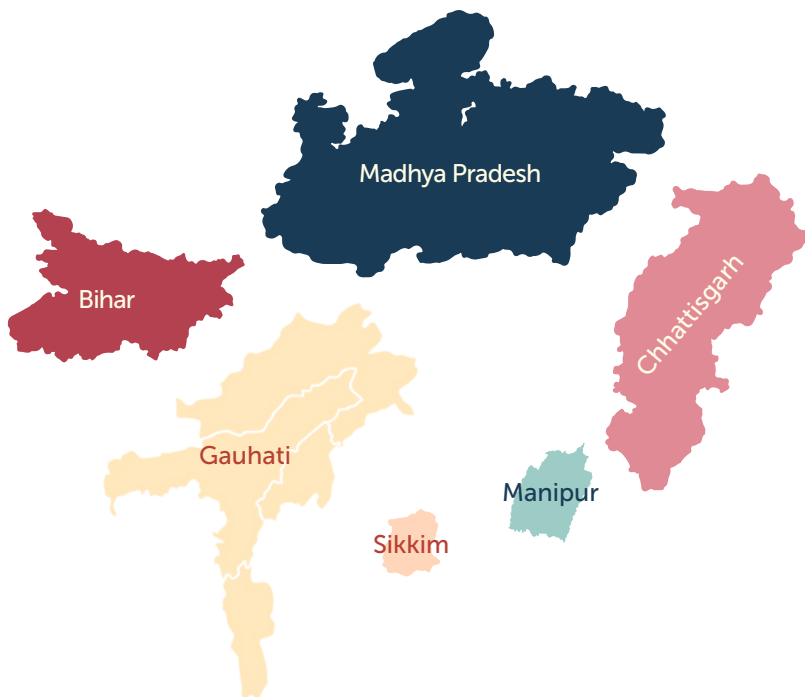 Madhya Pradesh
Bihar
Chhattisgarh
Gauhati
Manipur
Sikkim